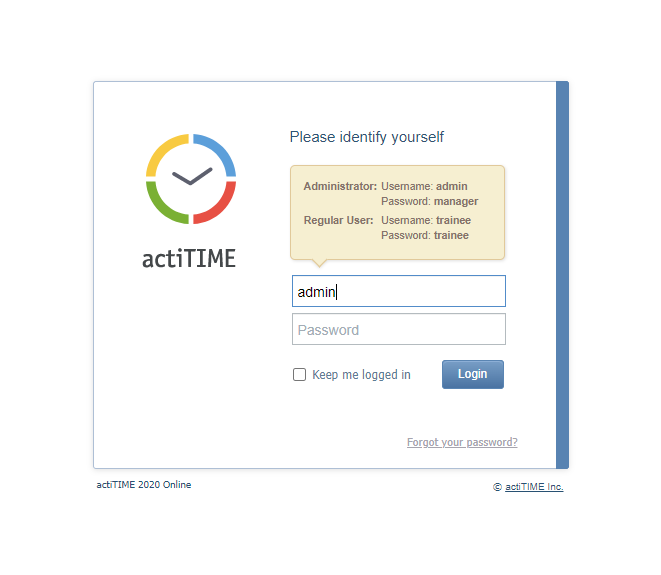 Please identify yourself
Administrator: Username: admin
Password: manager
Regular User: Username: trainee
Password: trainee
actiTIME
admin
Password
Keep me logged in
Login
Forgot your password?
actiTIME 2020 Online
© actiTIME Inc.